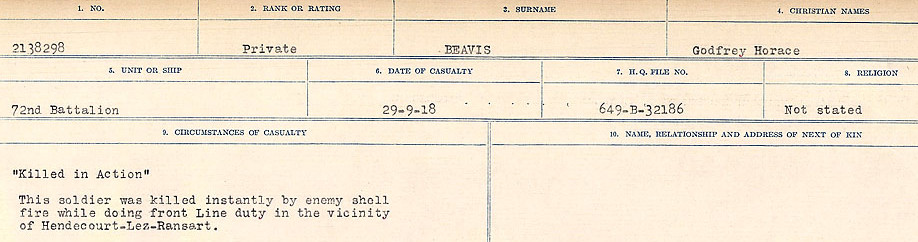 1. NO. 2. RANK OR RATING 3. SURNAME 4. CHRISTIAN NAMES
2138298 Private BEAVIS Godfrey Horace
5. UNIT OR SHIP 6. DATE OF CASUALTY 7. H.Q. FILE NO. 8. RELIGION
72nd Battalion 29-9-18 649-B-32186 Not stated
9. CIRCUMSTANCES OF CASUALTY 10. NAME, RELATIONSHIP AND ADDRESS OF NEXT OF KIN
"Killed in Action"
This soldier was killed instantly by enemy shell
fire while doing front Line duty in the vicinity
of Hendecourt-Lez-Ransart.